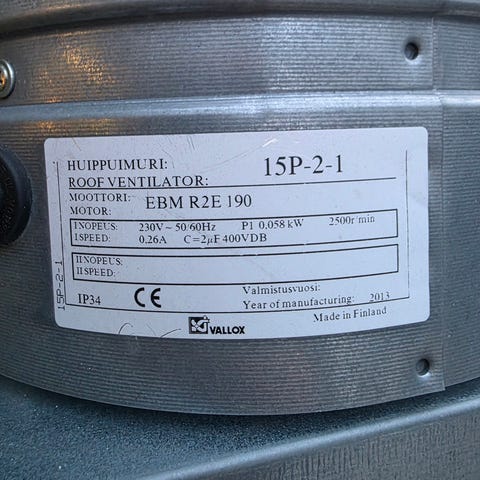 HUIPPUIMURI:
ROOF VENTILATOR: 15P-2-1
MOOTTORI:
MOTOR: EBM R2E 190
I NOPEUS: 230V ~ 50/60Hz P1 0,058 kW 2500r/min
I SPEED: 0.26A C=2µF 400VDB
II NOPEUS:
II SPEED:
15P-2-1
IP34 CE
Valmistusvuosi:
Year of manufacturing: 2013
Made in Finland
VALLOX